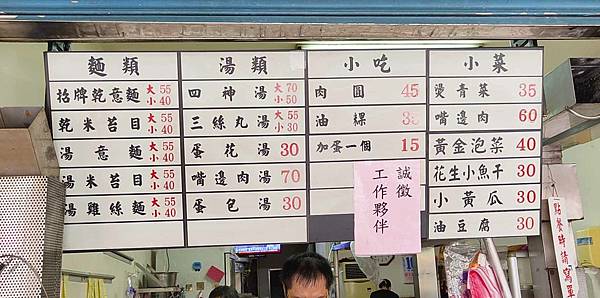 麵類
招牌乾意麵 大55 小40
乾米苔目 大55 小40
湯意麵 大55 小40
湯米苔目 大55 小40
湯雞絲麵 大55 小40
湯類
四神湯 大70 小50
三絲丸湯 大55 小30
蛋花湯 30
嘴邊肉湯 70
蛋包湯 30
小吃
肉圓 45
油粿
加蛋一個 15
小菜
燙青菜 35
嘴邊肉 60
黃金泡菜 40
花生小魚干 30
小黃瓜 30
油豆腐 30
誠徵
工作夥伴
點餐時請寫單